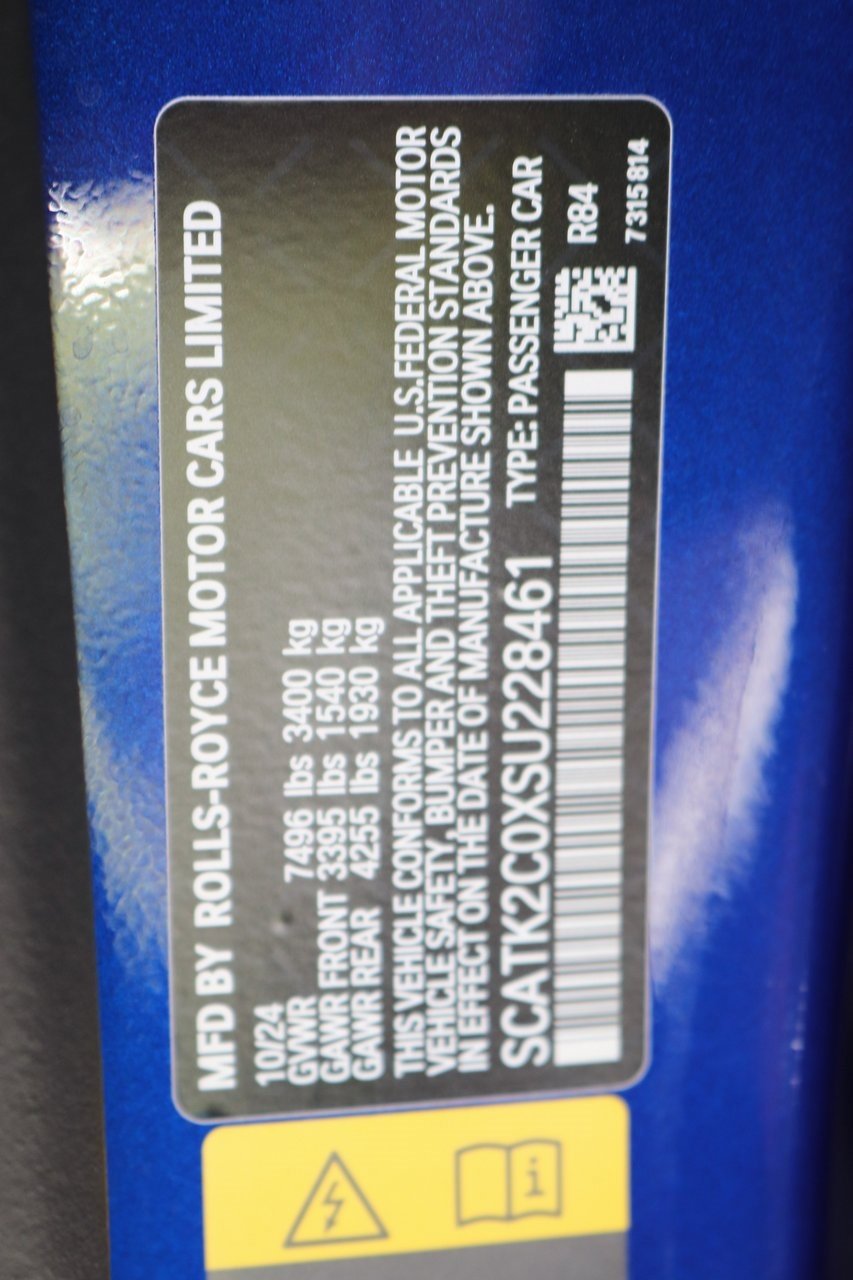 MFD BY ROLLS-ROYCE MOTOR CARS LIMITED
10/24
GVWR 7496 lbs 3400 kg
GAWR FRONT 3395 lbs 1540 kg
GAWR REAR 4255 lbs 1930 kg
THIS VEHICLE CONFORMS TO ALL APPLICABLE U.S.FEDERAL MOTOR
VEHICLE SAFETY, BUMPER AND THEFT PREVENTION STANDARDS
IN EFFECT ON THE DATE OF MANUFACTURE SHOWN ABOVE.
SCATK2C0XSU228461 TYPE: PASSENGER CAR
R84
7315814
i